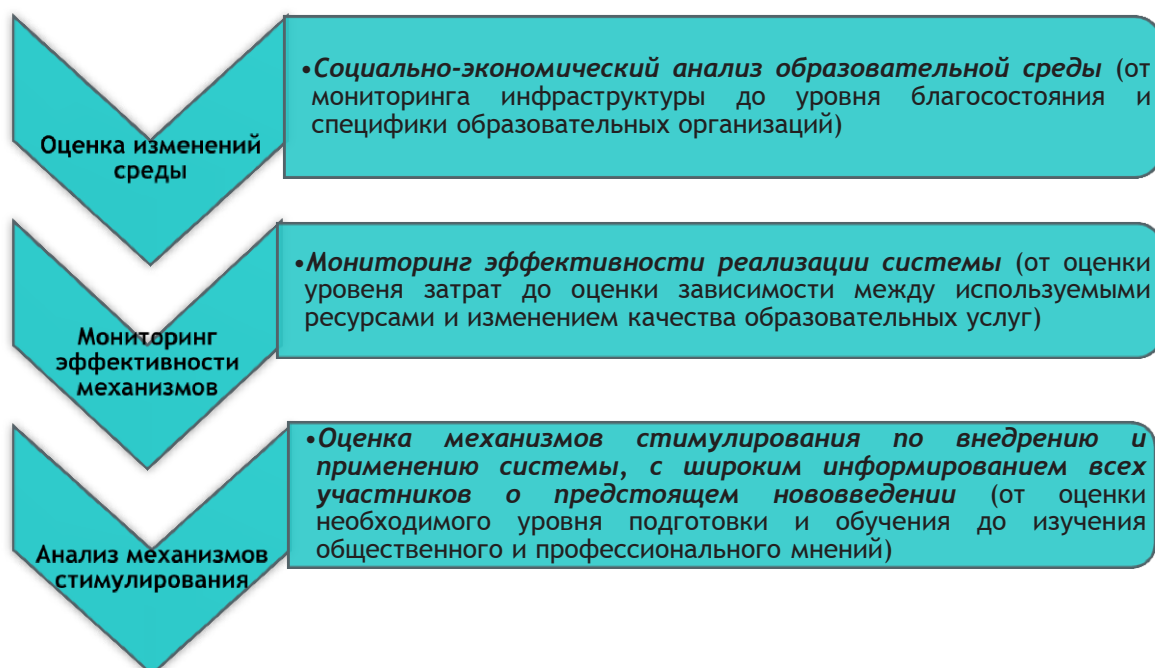 Оценка изменений
среды
•Социально-экономический анализ образовательной среды (от
мониторинга инфраструктуры до уровня благосостояния и
специфики образовательных организаций)
Мониторинг
эффективности
механизмов
•Мониторинг эффективности реализации системы (от оценки
уровеня затрат до оценки зависимости между используемыми
ресурсами и изменением качества образовательных услуг)
Анализ механизмов
стимулирования
•Оценка механизмов стимулирования по внедрению и
применению системы, с широким информированием всех
участников о предстоящем нововведении (от оценки
необходимого уровня подготовки и обучения до изучения
общественного и профессионального мнений)